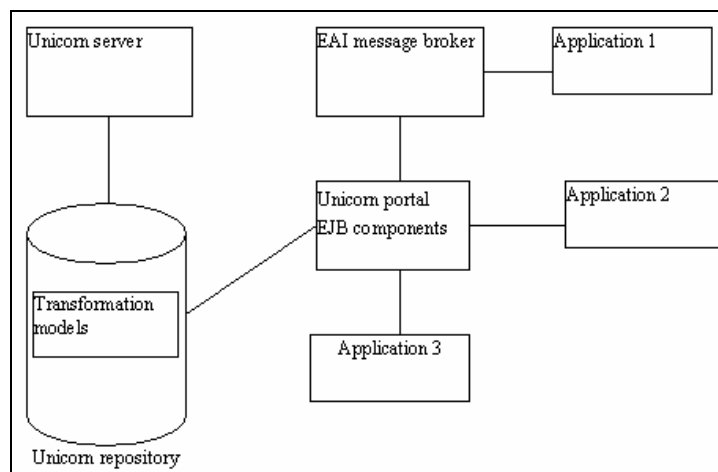 Unicorn server
EAI message broker
Application 1
Unicorn portal
EJB components
Application 2
Transformation
models
Application 3
Unicorn repository